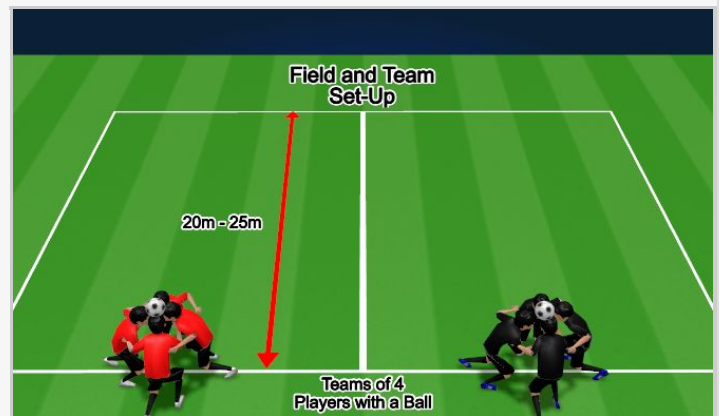 Field and Team
Set-Up
20m - 25m
Teams of 4
Players with a Ball